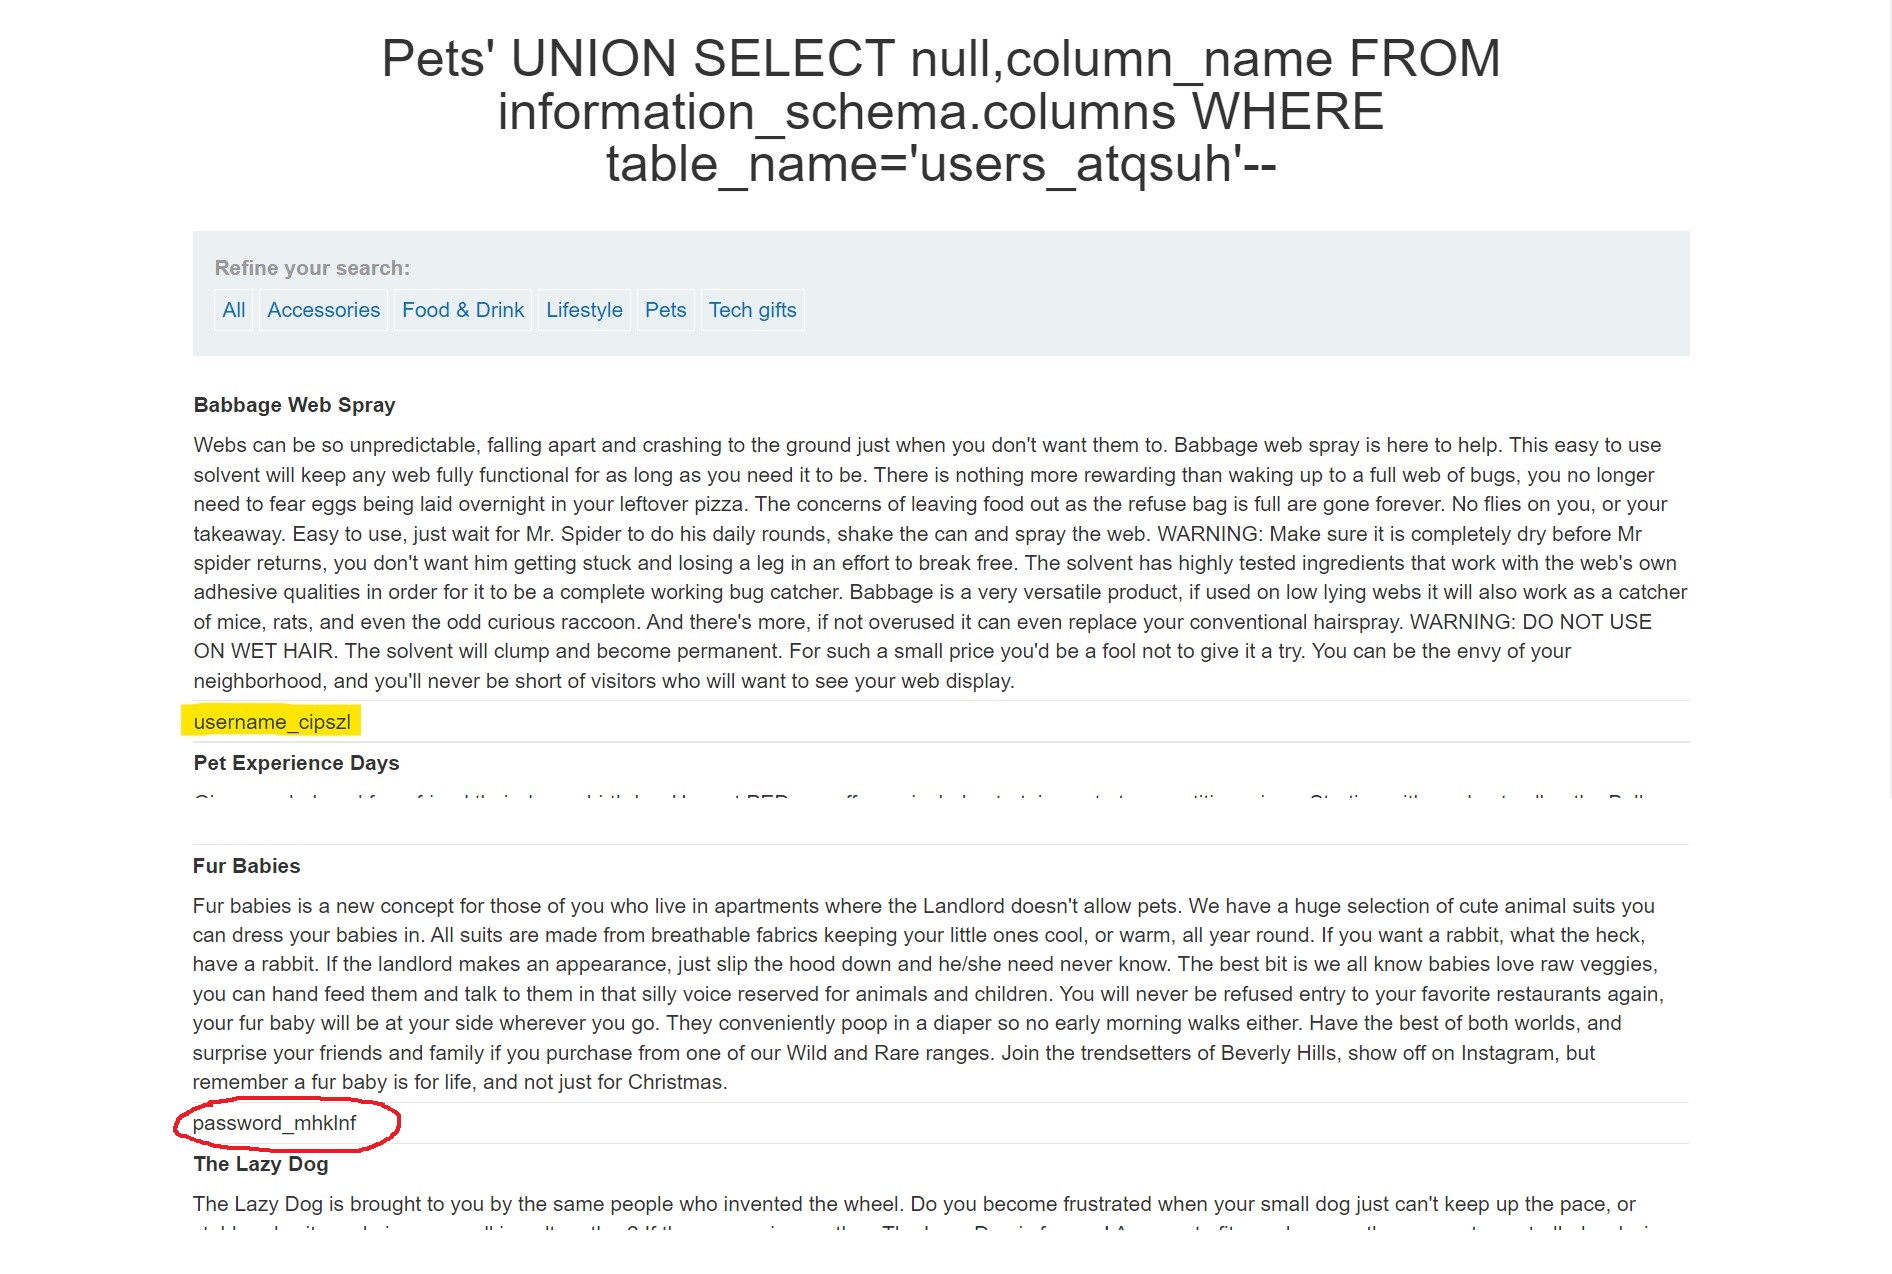 Pets' UNION SELECT null,column_name FROM
information_schema.columns WHERE
table_name='users_atqsuh'--
Refine your search:
All Accessories Food & Drink Lifestyle Pets Tech gifts
Babbage Web Spray
Webs can be so unpredictable, falling apart and crashing to the ground just when you don't want them to. Babbage web spray is here to help. This easy to use
solvent will keep any web fully functional for as long as you need it to be. There is nothing more rewarding than waking up to a full web of bugs, you no longer
need to fear eggs being laid overnight in your leftover pizza. The concerns of leaving food out as the refuse bag is full are gone forever. No flies on you, or your
takeaway. Easy to use, just wait for Mr. Spider to do his daily rounds, shake the can and spray the web. WARNING: Make sure it is completely dry before Mr
spider returns, you don't want him getting stuck and losing a leg in an effort to break free. The solvent has highly tested ingredients that work with the web's own
adhesive qualities in order for it to be a complete working bug catcher. Babbage is a very versatile product, if used on low lying webs it will also work as a catcher
of mice, rats, and even the odd curious raccoon. And there's more, if not overused it can even replace your conventional hairspray. WARNING: DO NOT USE
ON WET HAIR. The solvent will clump and become permanent. For such a small price you'd be a fool not to give it a try. You can be the envy of your
neighborhood, and you'll never be short of visitors who will want to see your web display.
username_cipszl
Pet Experience Days
Fur Babies
Fur babies is a new concept for those of you who live in apartments where the Landlord doesn't allow pets. We have a huge selection of cute animal suits you
can dress your babies in. All suits are made from breathable fabrics keeping your little ones cool, or warm, all year round. If you want a rabbit, what the heck,
have a rabbit. If the landlord makes an appearance, just slip the hood down and he/she need never know. The best bit is we all know babies love raw veggies,
you can hand feed them and talk to them in that silly voice reserved for animals and children. You will never be refused entry to your favorite restaurants again,
your fur baby will be at your side wherever you go. They conveniently poop in a diaper so no early morning walks either. Have the best of both worlds, and
surprise your friends and family if you purchase from one of our Wild and Rare ranges. Join the trendsetters of Beverly Hills, show off on Instagram, but
remember a fur baby is for life, and not just for Christmas.
password_mhklnf
The Lazy Dog
The Lazy Dog is brought to you by the same people who invented the wheel. Do you become frustrated when your small dog just can't keep up the pace, or